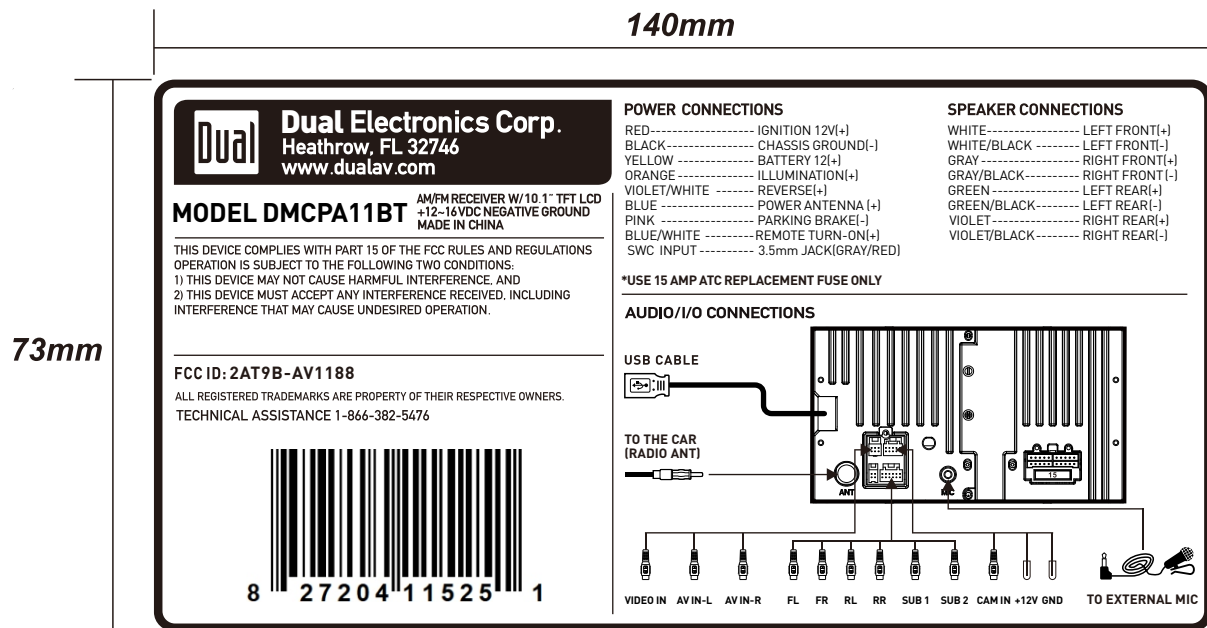 140mm
73mm
Dual
Dual Electronics Corp.
Heathrow, FL 32746
www.dualav.com
MODEL DMCPA11BT
AM/FM RECEIVER W/10.1" TFT LCD
+12~16VDC NEGATIVE GROUND
MADE IN CHINA
THIS DEVICE COMPLIES WITH PART 15 OF THE FCC RULES AND REGULATIONS
OPERATION IS SUBJECT TO THE FOLLOWING TWO CONDITIONS:
1) THIS DEVICE MAY NOT CAUSE HARMFUL INTERFERENCE, AND
2) THIS DEVICE MUST ACCEPT ANY INTERFERENCE RECEIVED, INCLUDING
INTERFERENCE THAT MAY CAUSE UNDESIRED OPERATION.
FCC ID: 2AT9B-AV1188
ALL REGISTERED TRADEMARKS ARE PROPERTY OF THEIR RESPECTIVE OWNERS.
TECHNICAL ASSISTANCE 1-866-382-5476
8 27204 11525 1
POWER CONNECTIONS
RED------------------- IGNITION 12V(+)
BLACK---------------- CHASSIS GROUND(-)
YELLOW -------------- BATTERY 12(+)
ORANGE -------------- ILLUMINATION(+)
VIOLET/WHITE ------- REVERSE(+)
BLUE ----------------- POWER ANTENNA (+)
PINK ----------------- PARKING BRAKE(-)
BLUE/WHITE --------REMOTE TURN-ON(+)
SWC INPUT ---------- 3.5mm JACK(GRAY/RED)
SPEAKER CONNECTIONS
WHITE----------------- LEFT FRONT(+)
WHITE/BLACK -------- LEFT FRONT(-)
GRAY------------------ RIGHT FRONT(+)
GRAY/BLACK---------- RIGHT FRONT(-)
GREEN ---------------- LEFT REAR(+)
GREEN/BLACK-------- LEFT REAR(-)
VIOLET---------------- RIGHT REAR(+)
VIOLET/BLACK-------- RIGHT REAR(-)
*USE 15 AMP ATC REPLACEMENT FUSE ONLY
AUDIO/I/O CONNECTIONS
USB CABLE
TO THE CAR
(RADIO ANT)
ANT
MIC
15
VIDEO IN AV IN-L AV IN-R FL FR RL RR SUB 1 SUB 2 CAM IN +12V GND TO EXTERNAL MIC